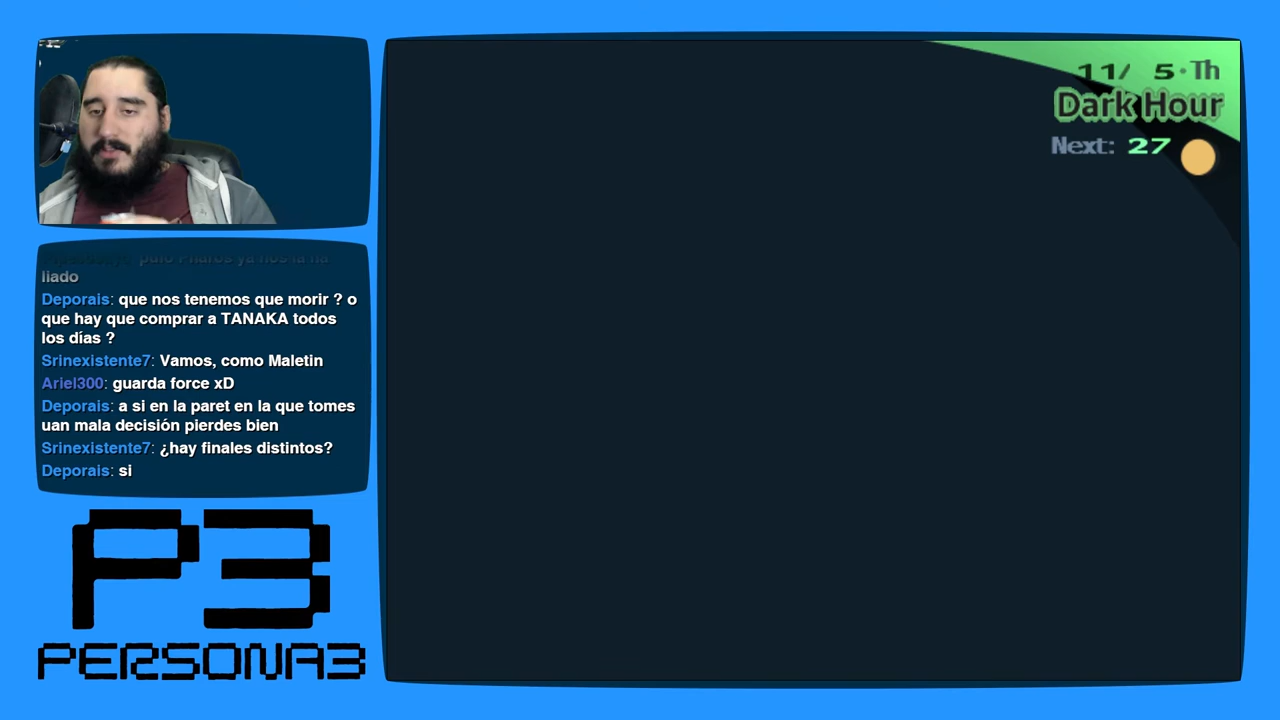 liado
Deporais: que nos tenemos que morir ? o
que hay que comprar a TANAKA todos
los días ?
Srinexistente7: Vamos, como Maletin
Ariel300: guarda force xD
Deporais: a si en la paret en la que tomes
uan mala decisión pierdes bien
Srinexistente7: ¿hay finales distintos?
Deporais: si
P3
PERSONA3
11/ 5·Th
Dark Hour
Next: 27